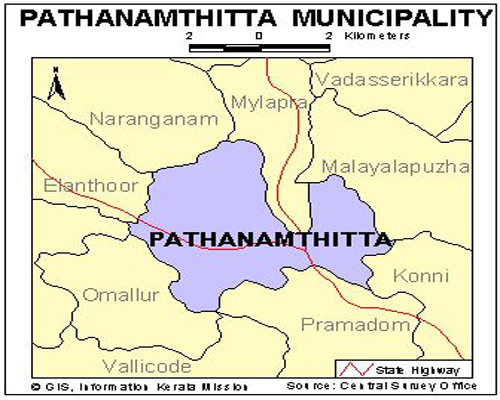 PATHANAMTHITTA MUNICIPALITY
2 0 2 Kilometers
N
Vadasserikkara
Mylapra
Naranganam
Malayalapuzha
Elanthoor
PATHANAMTHITTA
Konni
Omallur
Pramadom
Vallicode
State Highway
© GIS, Information Kerala Mission Source: Central Survey Office